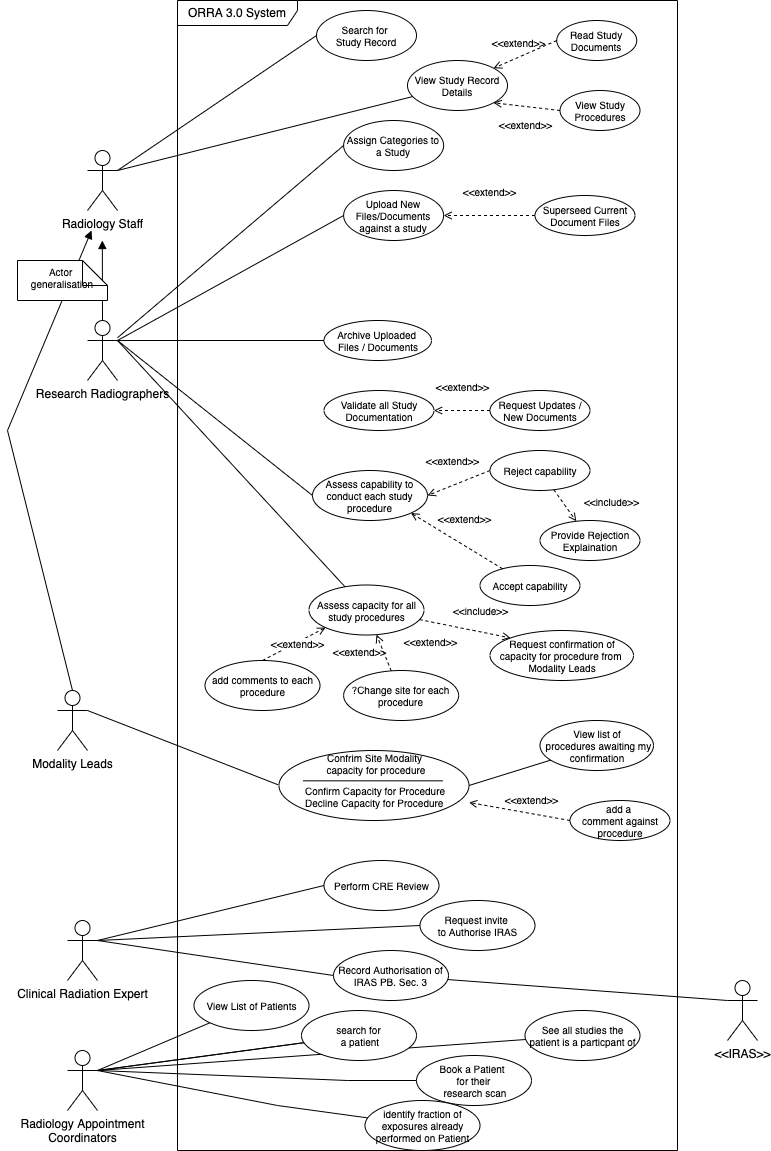 ORRA 3.0 System
Search for
Study Record
<<extend>>
Read Study
Documents
View Study Record
Details
View Study
Procedures
<<extend>>
Assign Categories to
a Study
Radiology Staff
Upload New
Files/Documents
against a study
<<extend>>
Superseed Current
Document Files
Actor
generalisation
Archive Uploaded
Files / Documents
Research Radiographers
Validate all Study
Documentation
<<extend>>
Request Updates /
New Documents
Assess capability to
conduct each study
procedure
<<extend>>
Reject capability
<<include>>
<<extend>>
Provide Rejection
Explaination
Accept capability
Assess capacity for all
study procedures
<<include>>
<<extend>>
<<extend>>
<<extend>>
Request confirmation of
capacity for procedure from
Modality Leads
add comments to each
procedure
?Change site for each
procedure
Modality Leads
View list of
procedures awaiting my
confirmation
Confrim Site Modality
capacity for procedure
Confirm Capacity for Procedure
Decline Capacity for Procedure
<<extend>>
add a
comment against
procedure
Perform CRE Review
Request invite
to Authorise IRAS
Clinical Radiation Expert
Record Authorisation of
IRAS PB. Sec. 3
View List of Patients
search for
a patient
See all studies the
patient is a particpant of
<<IRAS>>
Book a Patient
for their
research scan
Radiology Appointment
Coordinators
identify fraction of
exposures already
performed on Patient